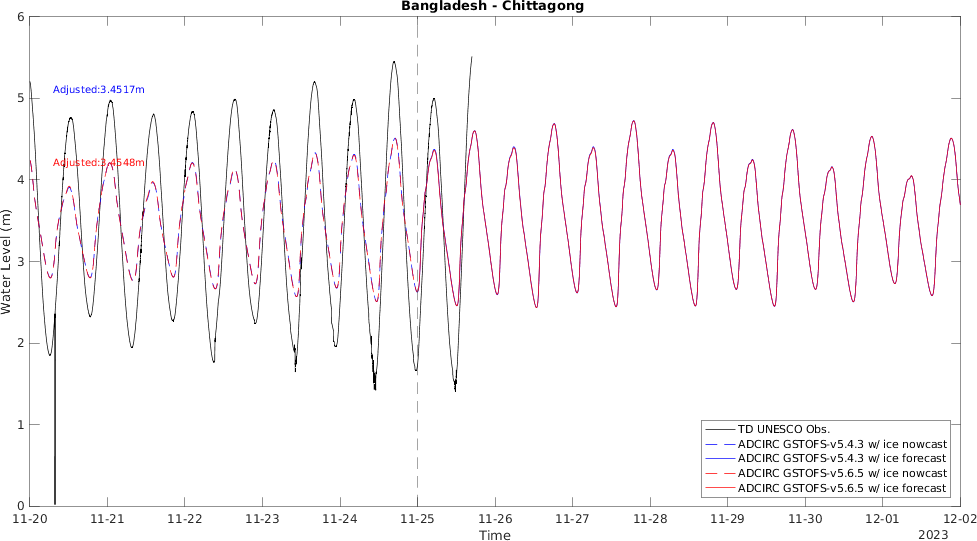 Bangladesh - Chittagong
6
5
4
3
2
1
0
Water Level (m)
Adjusted:3.4517m
Adjusted:3.4548m
TD UNESCO Obs.
ADCIRC GSTOFS-v5.4.3 w/ ice nowcast
ADCIRC GSTOFS-v5.4.3 w/ ice forecast
ADCIRC GSTOFS-v5.6.5 w/ ice nowcast
ADCIRC GSTOFS-v5.6.5 w/ ice forecast
11-20 11-21 11-22 11-23 11-24 11-25 11-26 11-27 11-28 11-29 11-30 12-01 12-02
Time
2023